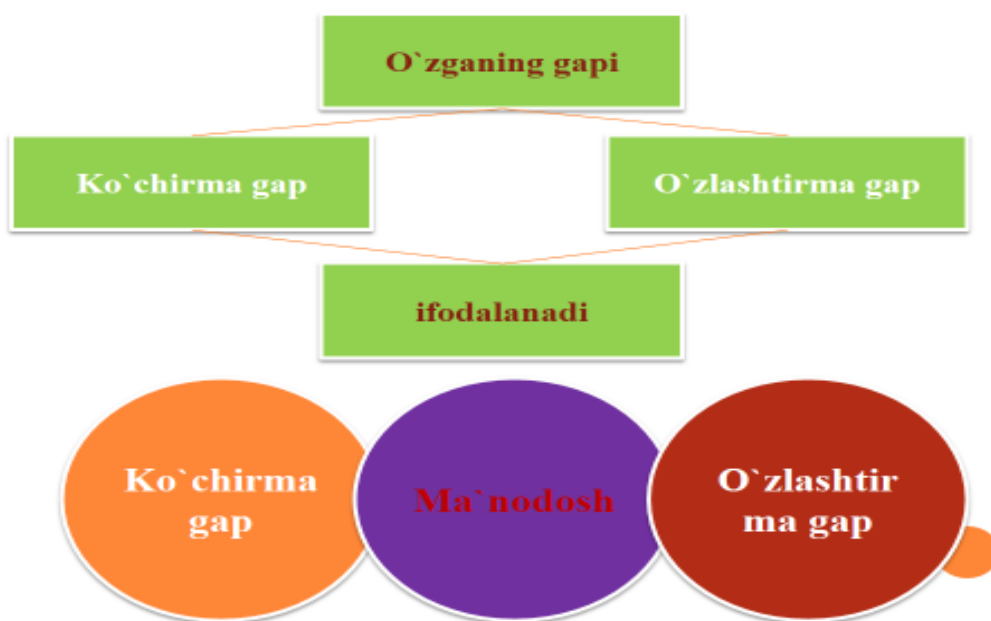 O`zganing gapi
Ko`chirma gap
O`zlashtirma gap
ifodalanadi
Ko`chirma
gap
Ma`nodosh
O`zlashtir
ma gap